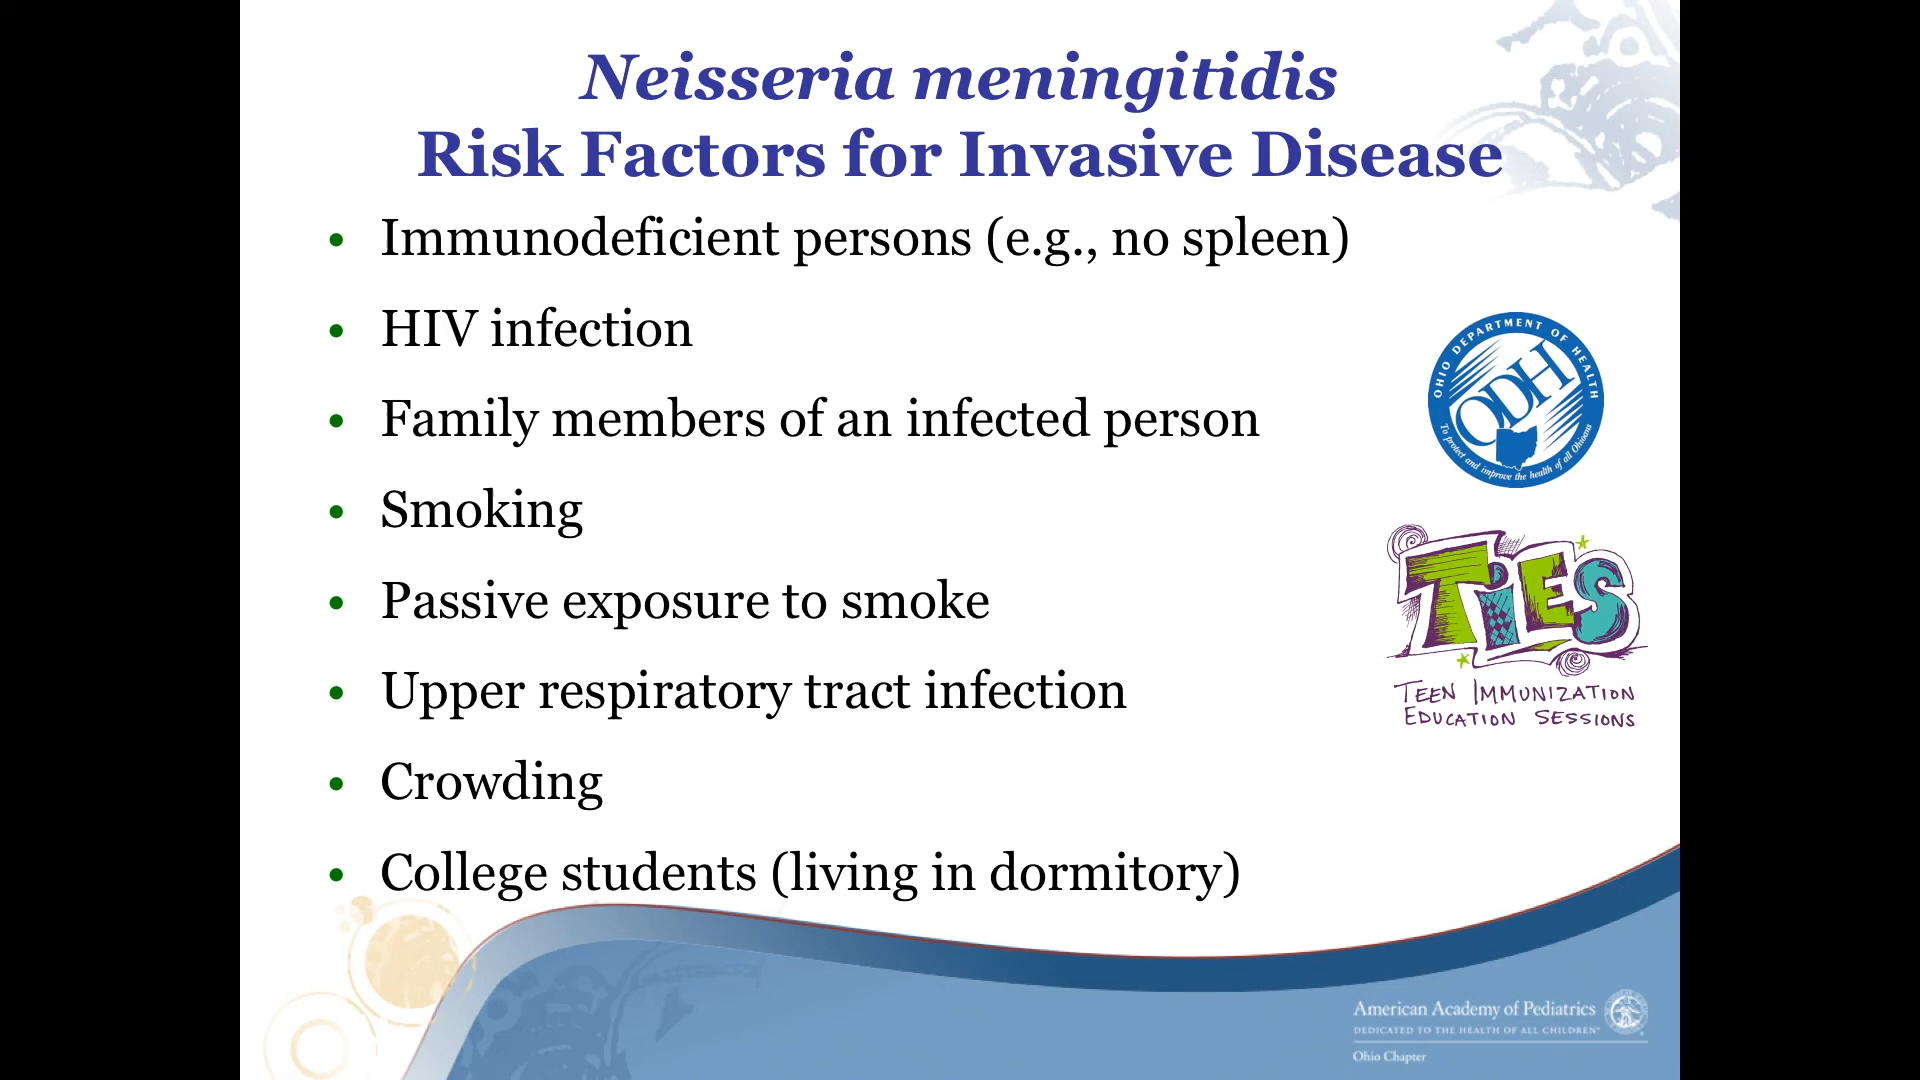 Neisseria meningitidis
Risk Factors for Invasive Disease
• Immunodeficient persons (e.g., no spleen)
• HIV infection
• Family members of an infected person
• Smoking
• Passive exposure to smoke
• Upper respiratory tract infection
• Crowding
• College students (living in dormitory)
OHIO DEPARTMENT OF HEALTH
ODH
To protect and improve the health of all Ohioans
TiES
TEEN IMMUNIZATION
EDUCATION SESSIONS
American Academy of Pediatrics
DEDICATED TO THE HEALTH OF ALL CHILDREN™
Ohio Chapter